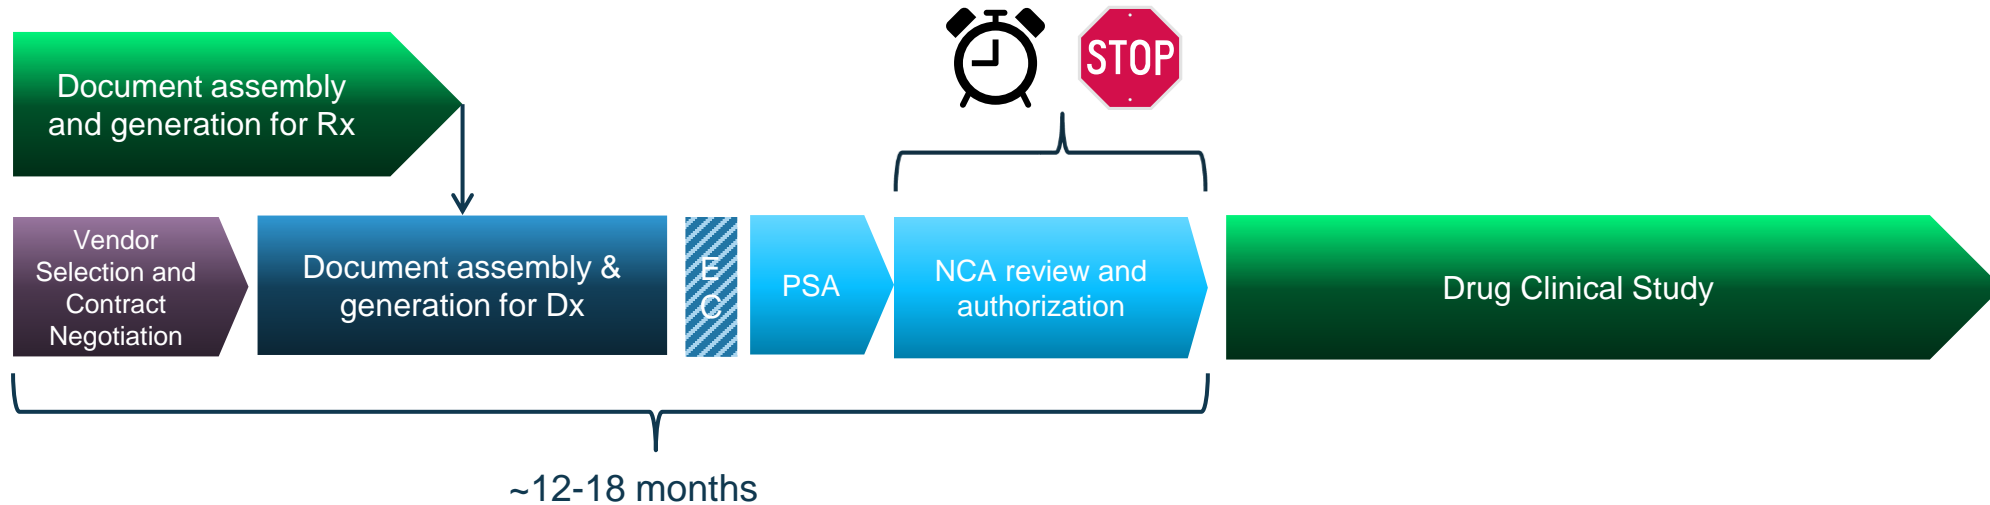 STOP
Document assembly
and generation for Rx
Vendor
Selection and
Contract
Negotiation
Document assembly &
generation for Dx
E
C
PSA
NCA review and
authorization
Drug Clinical Study
~12-18 months